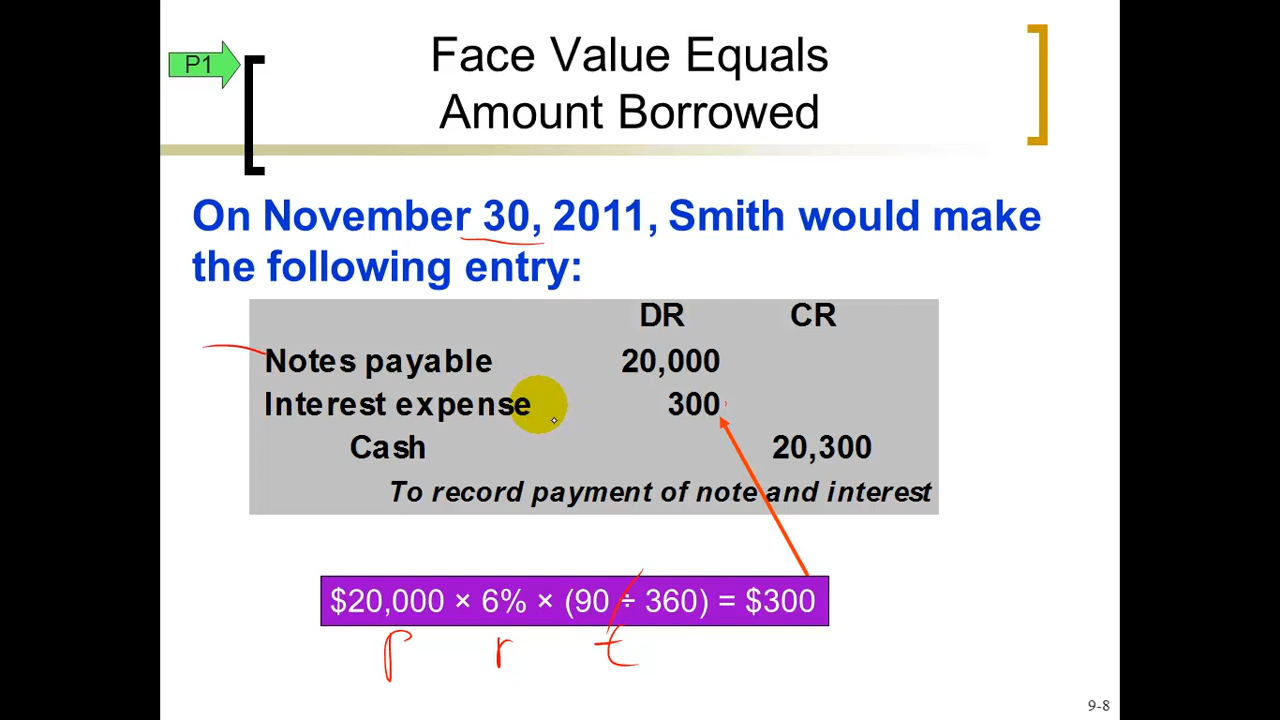 P1
Face Value Equals
Amount Borrowed
On November 30, 2011, Smith would make
the following entry:
DR CR
Notes payable 20,000
Interest expense 300
Cash 20,300
To record payment of note and interest
$20,000 × 6% × (90 ÷ 360) = $300
p r t
9-8